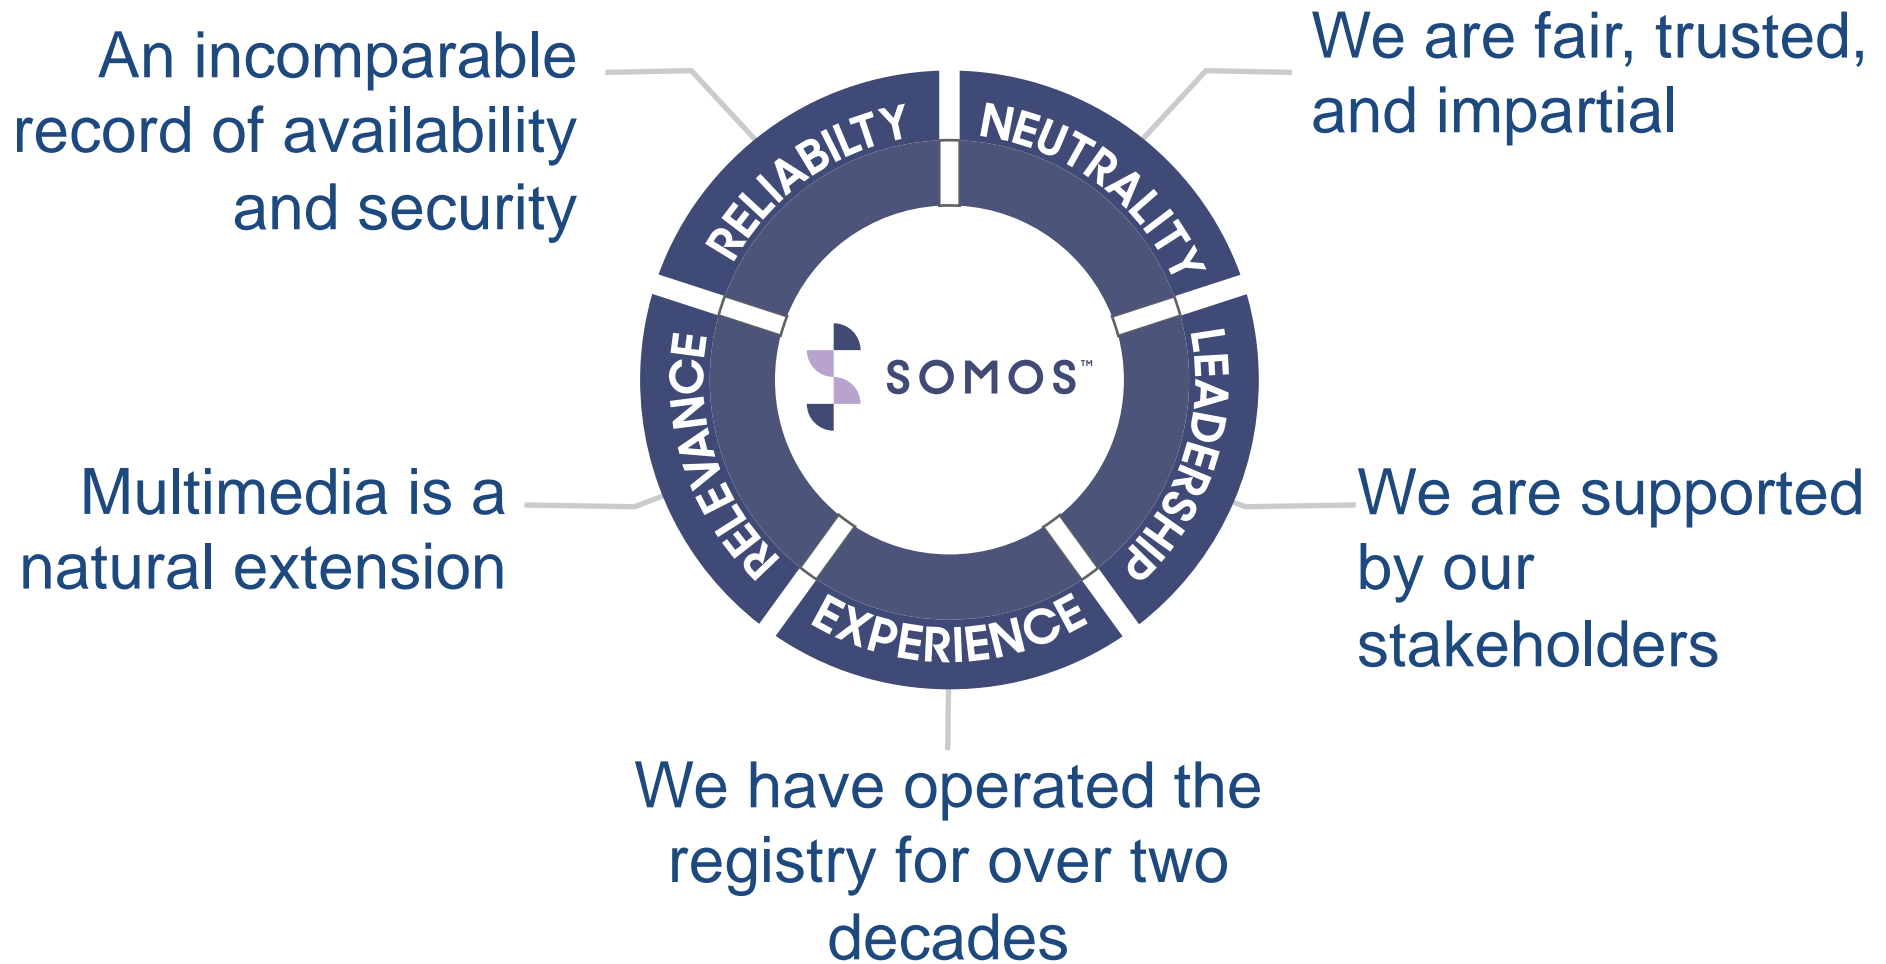 An incomparable
record of availability
and security
We are fair, trusted,
and impartial
RELIABILTY
NEUTRALITY
LEADERSHIP
EXPERIENCE
RELEVANCE
SOMOS™
Multimedia is a
natural extension
We are supported
by our
stakeholders
We have operated the
registry for over two
decades